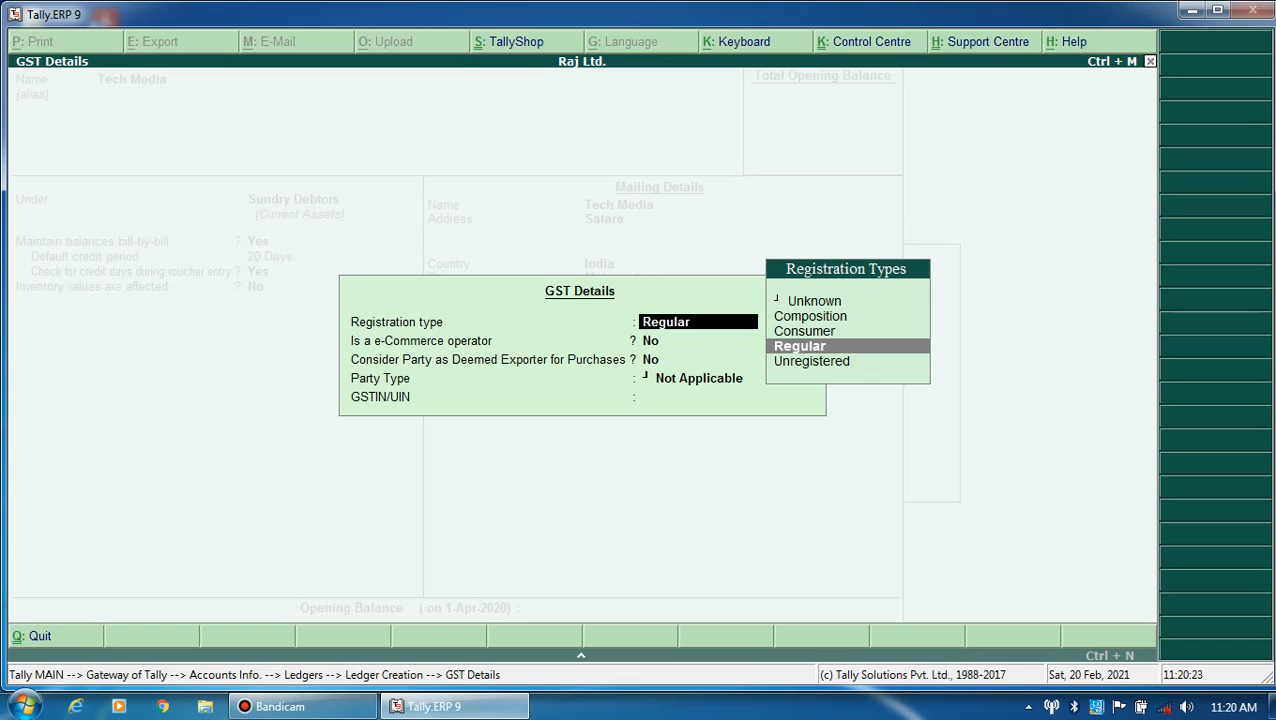 Tally.ERP 9
P: Print E: Export M: E-Mail O: Upload S: TallyShop G: Language K: Keyboard K: Control Centre H: Support Centre H: Help
GST Details Raj Ltd. Ctrl + M
Name : Tech Media
(alias)
Total Opening Balance
Under : Sundry Debtors
(Current Assets)
Maintain balances bill-by-bill ? Yes
Default credit period : 20 Days
Check for credit days during voucher entry ? Yes
Inventory values are affected ? No
Mailing Details
Name : Tech Media
Address : Satara
Country : India
GST Details
Registration type : Regular
Is a e-Commerce operator ? No
Consider Party as Deemed Exporter for Purchases ? No
Party Type : ┘ Not Applicable
GSTIN/UIN :
Registration Types
┘ Unknown
Composition
Consumer
Regular
Unregistered
Opening Balance ( on 1-Apr-2020) :
Q: Quit
Ctrl + N
Tally MAIN --> Gateway of Tally --> Accounts Info. --> Ledgers --> Ledger Creation --> GST Details (c) Tally Solutions Pvt. Ltd., 1988-2017 Sat, 20 Feb, 2021 11:20:23
Bandicam Tally.ERP 9 11:20 AM